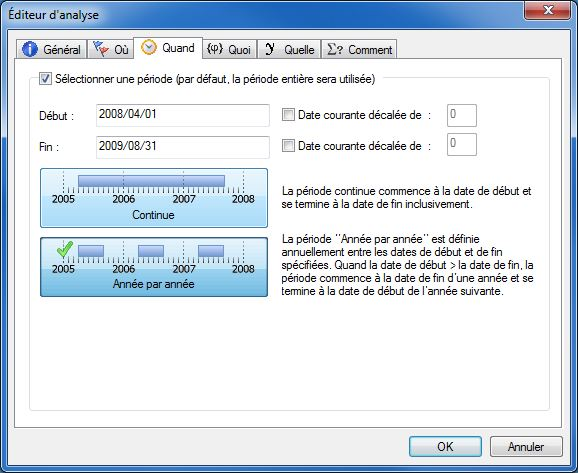 Éditeur d'analyse
Général
Où
Quand
{φ} Quoi
y Quelle
Σ? Comment
Sélectionner une période (par défaut, la période entière sera utilisée)
Début :
2008/04/01
Date courante décalée de :
0
Fin :
2009/08/31
Date courante décalée de :
0
2005 2006 2007 2008
Continue
La période continue commence à la date de début et
se termine à la date de fin inclusivement.
2005 2006 2007 2008
Année par année
La période ''Année par année'' est définie
annuellement entre les dates de début et de fin
spécifiées. Quand la date de début > la date de fin, la
période commence à la date de fin d'une année et se
termine à la date de début de l'année suivante.
OK
Annuler